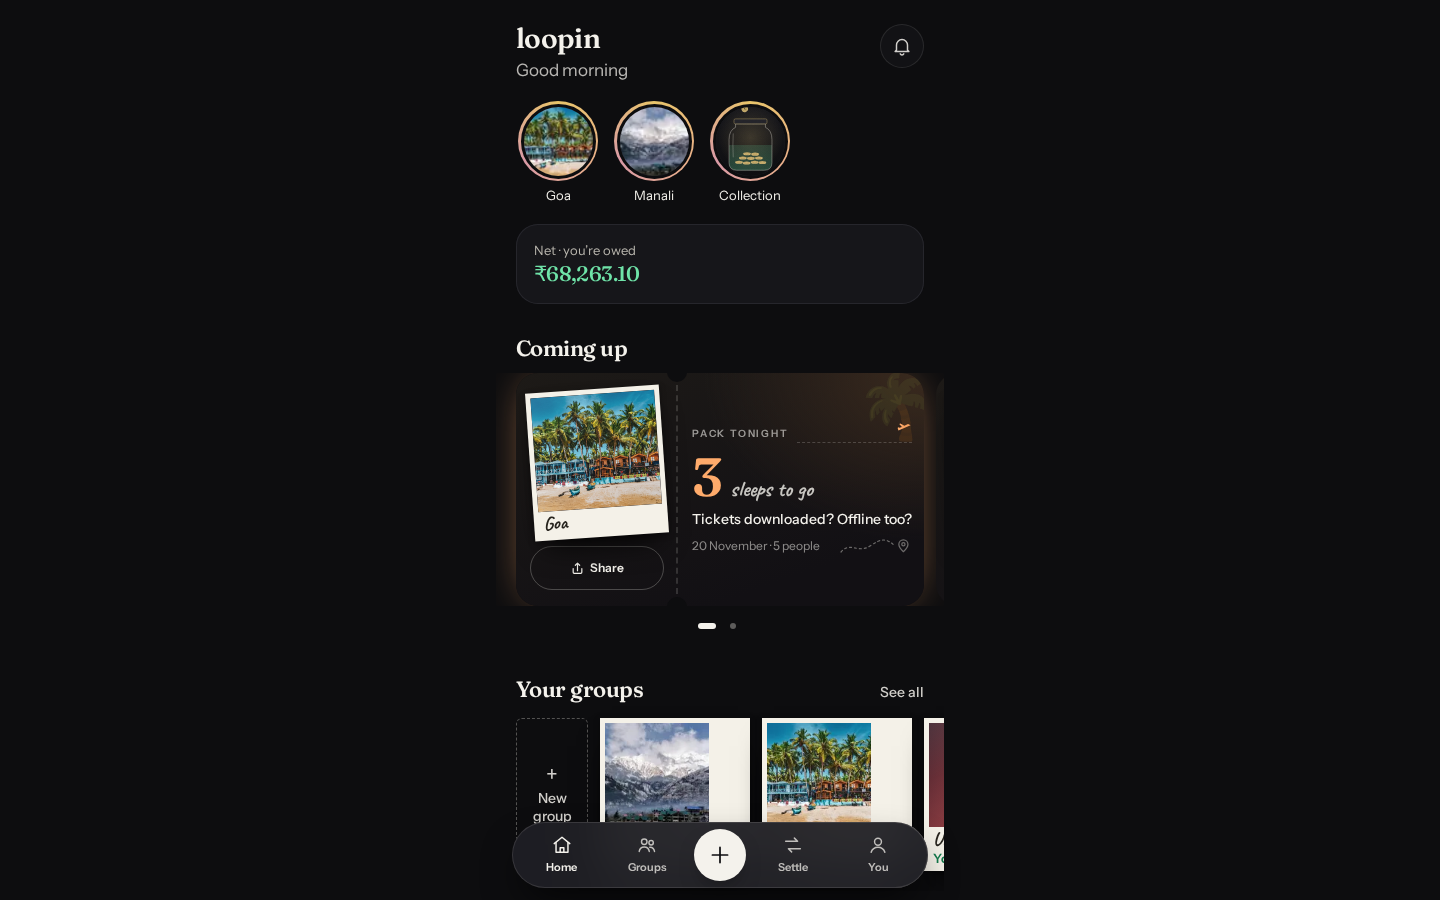 loopin
Good morning
Goa
Manali
Collection
Net · you're owed
₹68,263.10
Coming up
Goa
Share
PACK TONIGHT
3 sleeps to go
Tickets downloaded? Offline too?
20 November · 5 people
Your groups
See all
+
New
group
Home
Groups
Settle
You